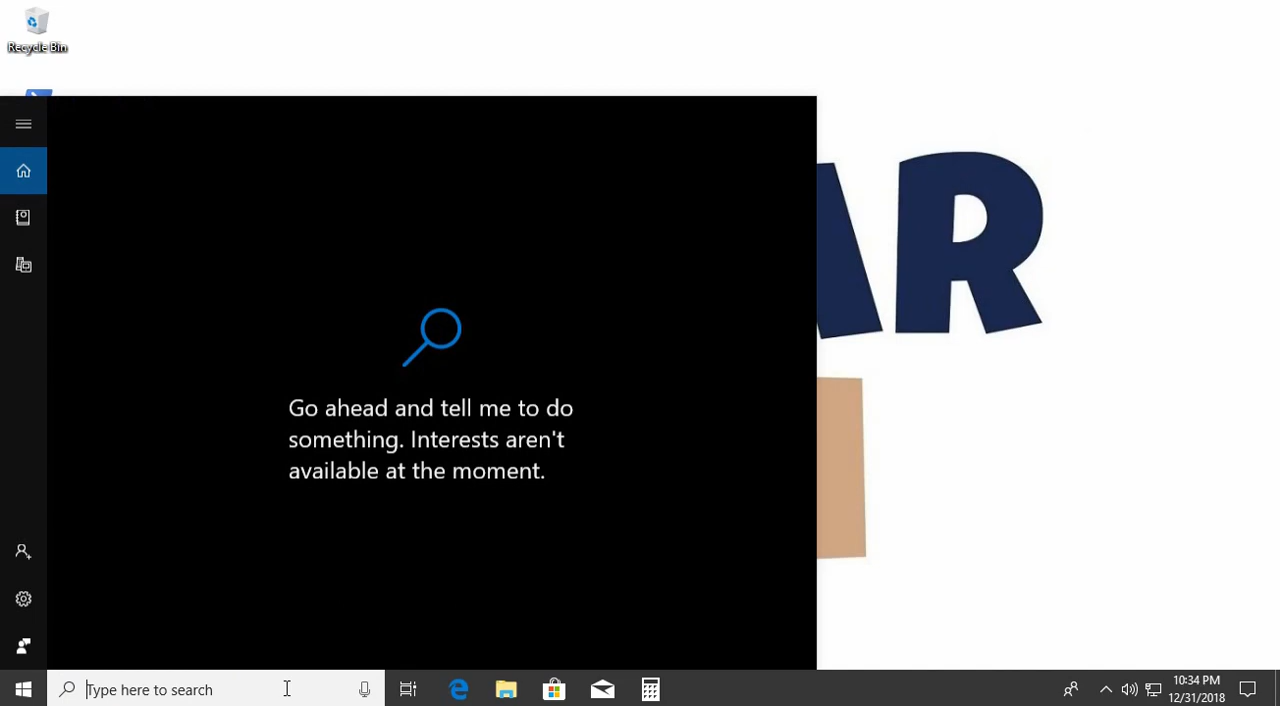 Recycle Bin
AR
Go ahead and tell me to do
something. Interests aren't
available at the moment.
Type here to search
10:34 PM
12/31/2018